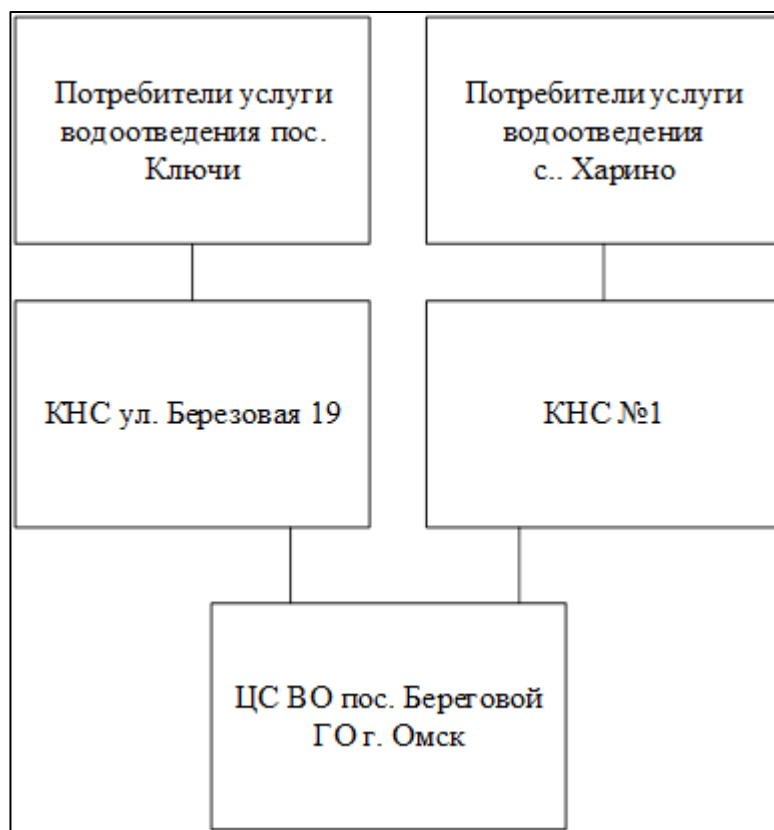 Потребители услуги
водоотведения пос.
Ключи
Потребители услуги
водоотведения
с.. Харино
КНС ул. Березовая 19
КНС №1
ЦС ВО пос. Береговой
ГО г. Омск